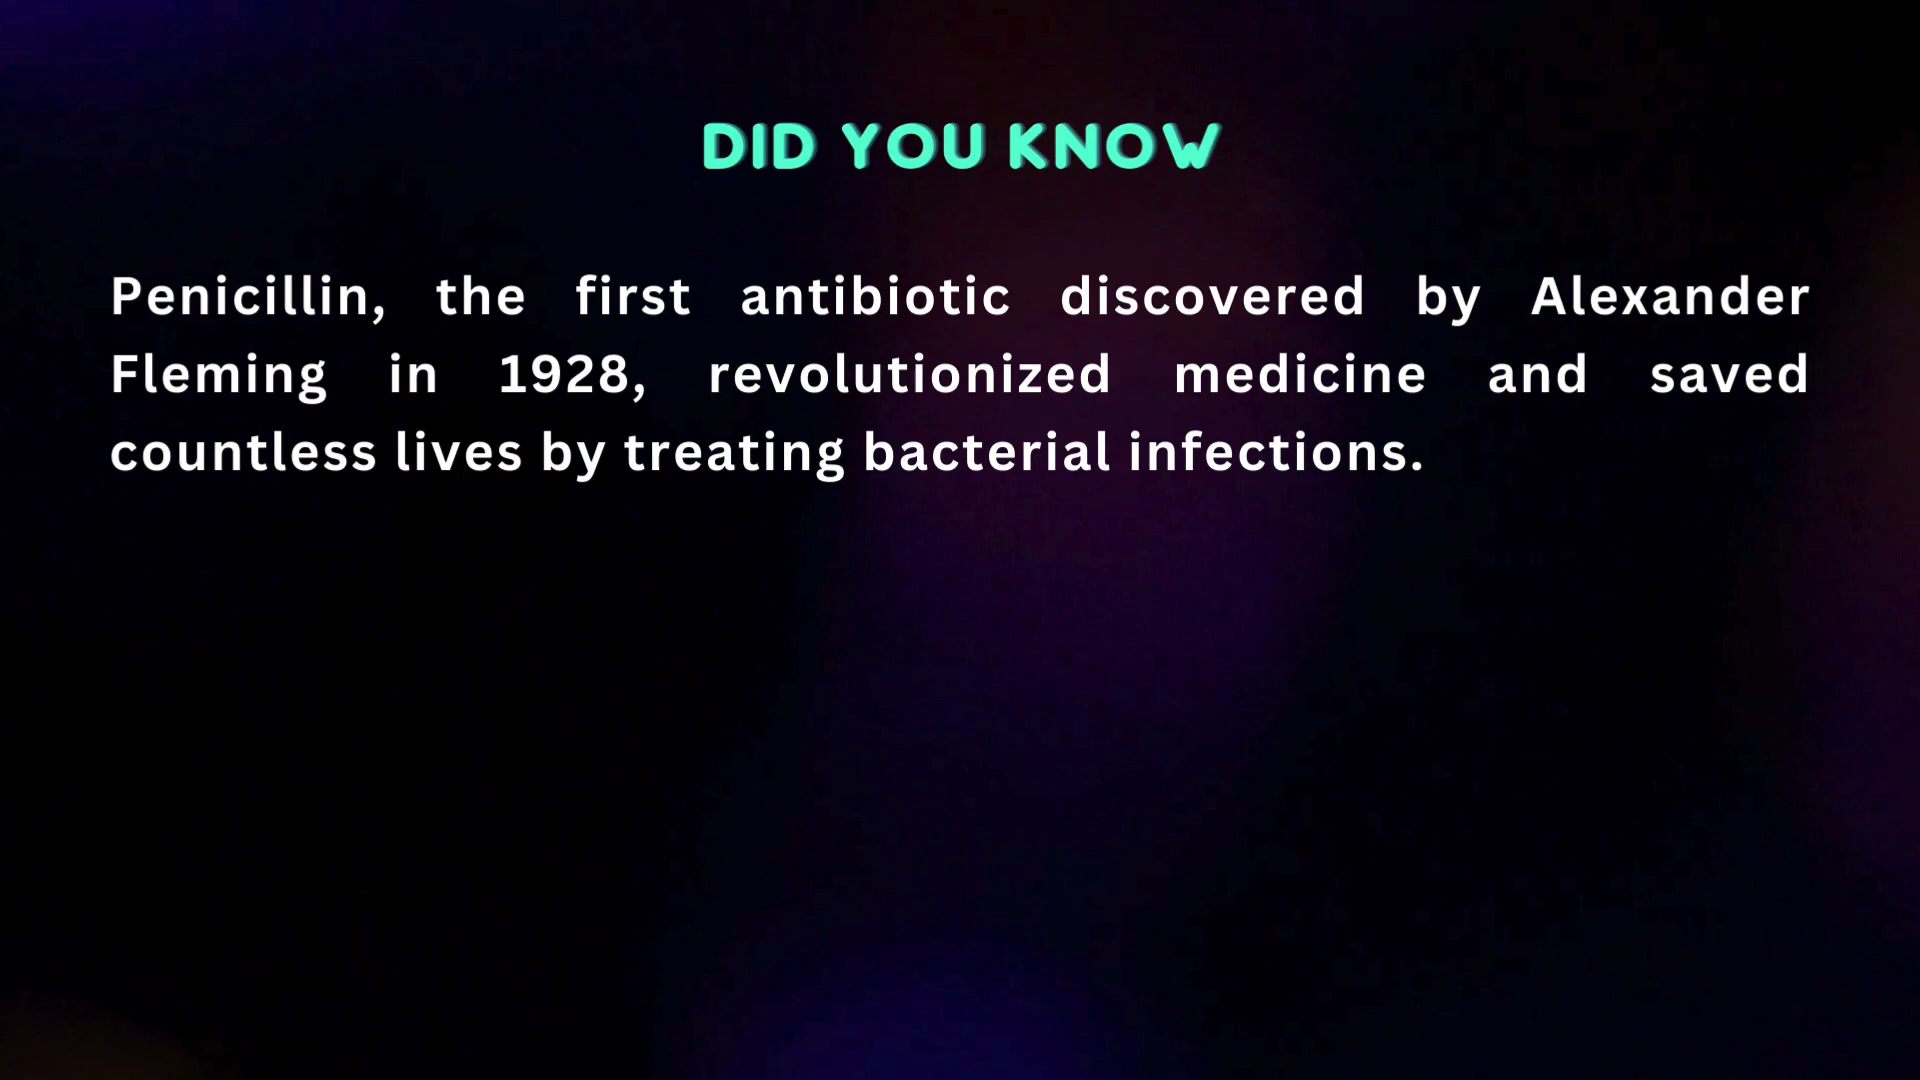 DID YOU KNOW
Penicillin, the first antibiotic discovered by Alexander
Fleming in 1928, revolutionized medicine and saved
countless lives by treating bacterial infections.